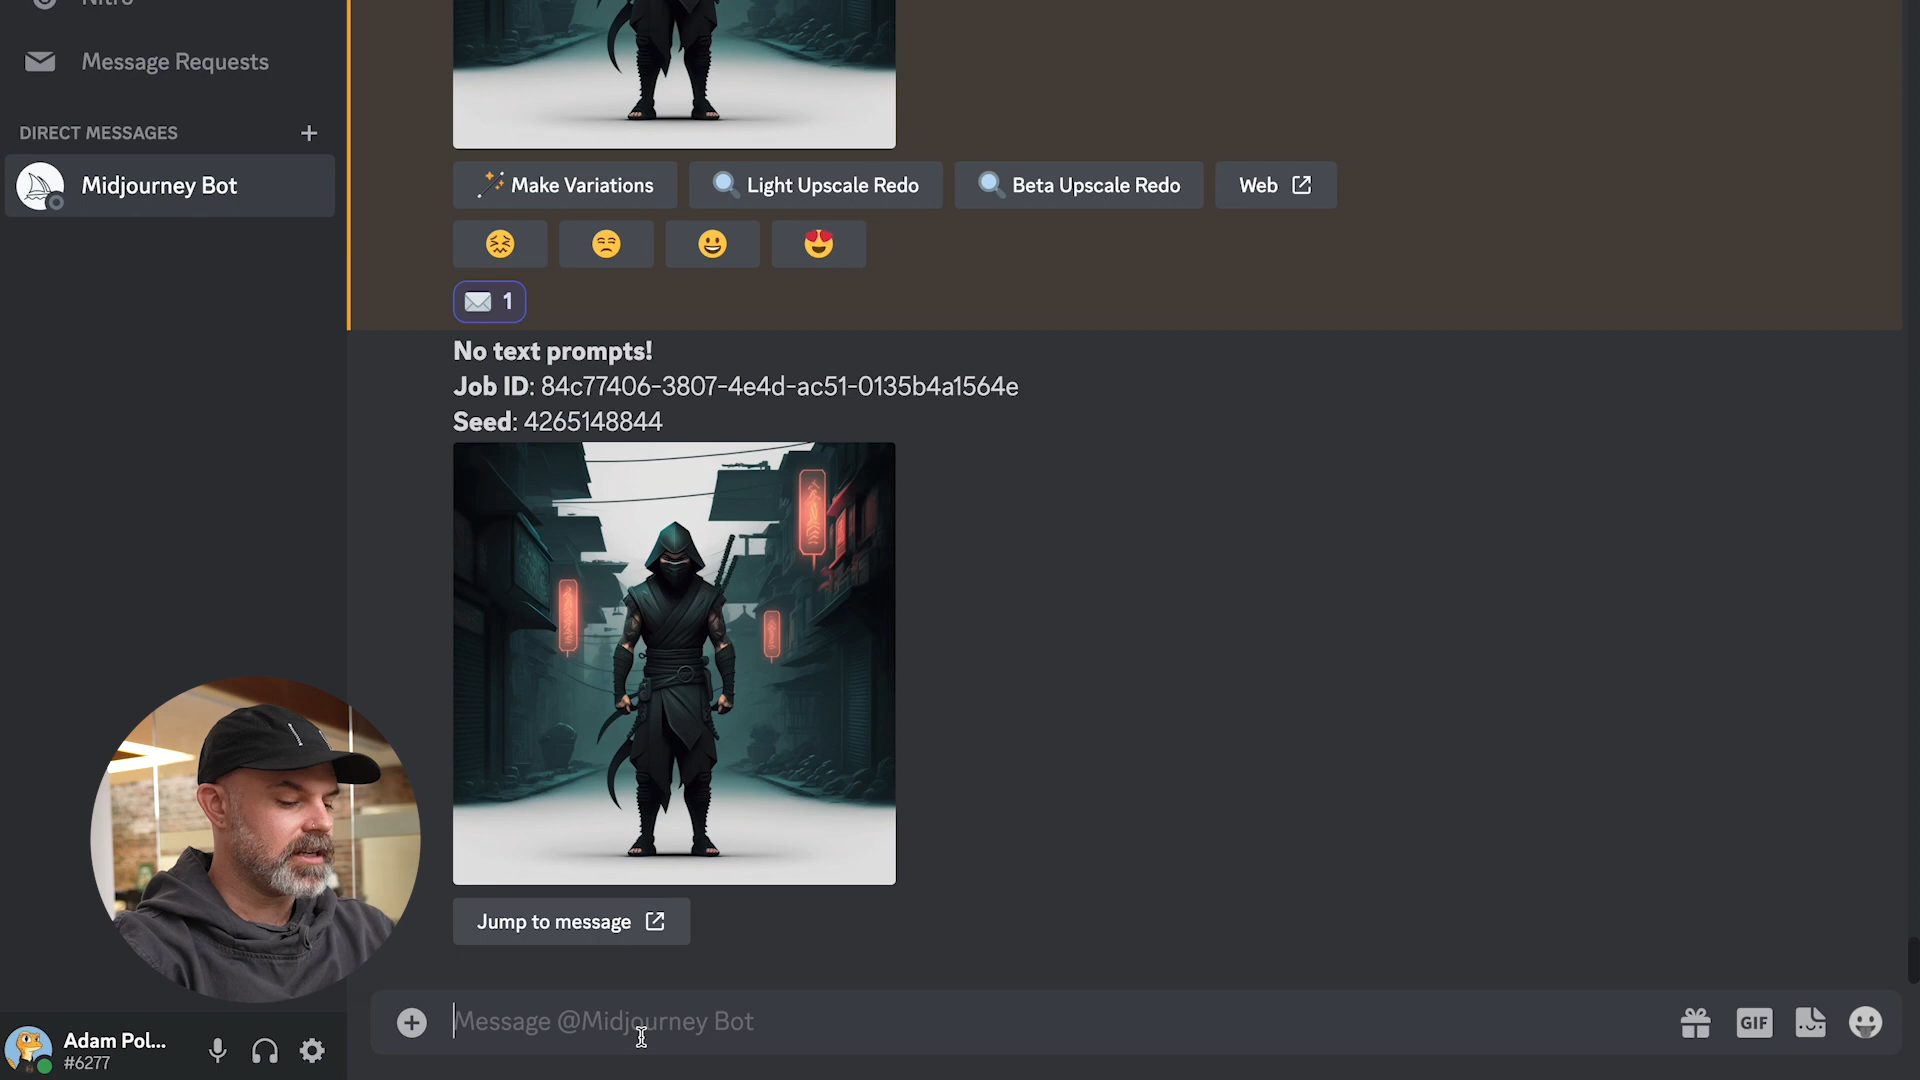 Nitro
Message Requests
DIRECT MESSAGES
Midjourney Bot
Make Variations
Light Upscale Redo
Beta Upscale Redo
Web
1
No text prompts!
Job ID: 84c77406-3807-4e4d-ac51-0135b4a1564e
Seed: 4265148844
Jump to message
Message @Midjourney Bot
GIF
Adam Pol...
#6277